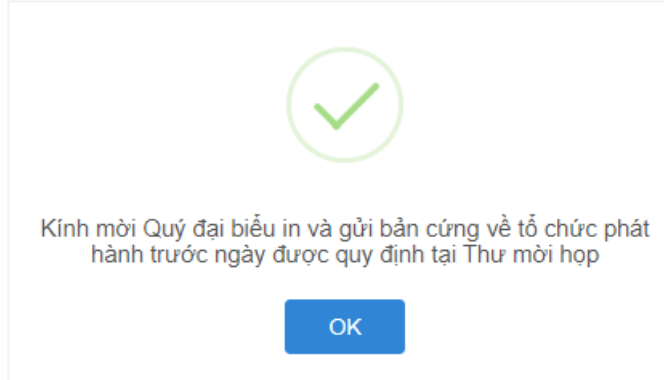 Kính mời Quý đại biểu in và gửi bản cứng về tổ chức phát
hành trước ngày được quy định tại Thư mời họp
OK